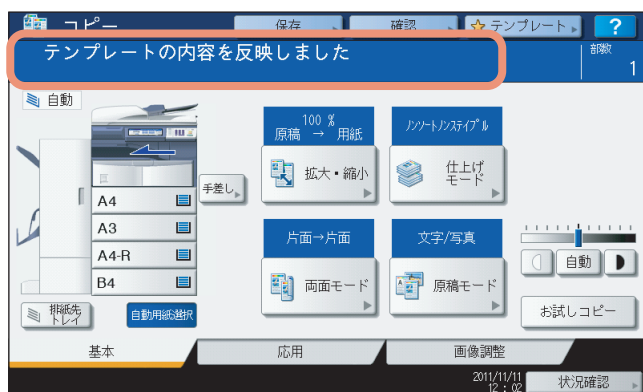 コピー
保存
確認
テンプレート
?
テンプレートの内容を反映しました
部数
1
自動
100 %
原稿 → 用紙
ノンソートノンステイプル
拡大・縮小
仕上げ
モード
手差し
A4
A3
A4-R
B4
片面→片面
文字/写真
両面モード
原稿モード
自動
排紙先
トレイ
自動用紙選択
お試しコピー
基本
応用
画像調整
2011/11/11
12:02
状況確認